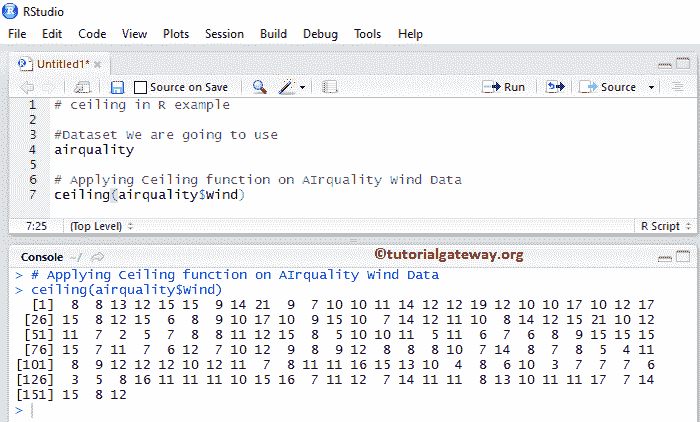 RStudio
File Edit Code View Plots Session Build Debug Tools Help
Untitled1* ×
Source on Save Run Source
1 # ceiling in R example
2
3 #Dataset We are going to use
4 airquality
5
6 # Applying Ceiling function on AIrquality Wind Data
7 ceiling(airquality$Wind)
7:25 (Top Level) R Script
Console ~/ ©tutorialgateway.org
> # Applying Ceiling function on AIrquality Wind Data
> ceiling(airquality$Wind)
[1] 8 8 13 12 15 15 9 14 21 9 7 10 10 11 14 12 12 19 12 10 10 17 10 12 17
[26] 15 8 12 15 6 8 9 10 17 10 9 15 10 7 14 12 11 10 8 14 12 15 21 10 12
[51] 11 7 2 5 7 8 8 11 12 15 8 5 10 10 11 5 11 6 7 6 8 9 15 15 15
[76] 15 7 11 7 6 12 7 10 12 9 8 9 12 8 8 8 10 7 14 8 7 8 5 4 11
[101] 8 9 12 12 12 10 12 11 7 8 11 11 16 15 13 10 4 8 6 10 3 7 7 7 6
[126] 3 5 8 16 11 11 11 10 15 16 7 11 12 7 14 11 11 8 13 10 11 11 17 7 14
[151] 15 8 12
>